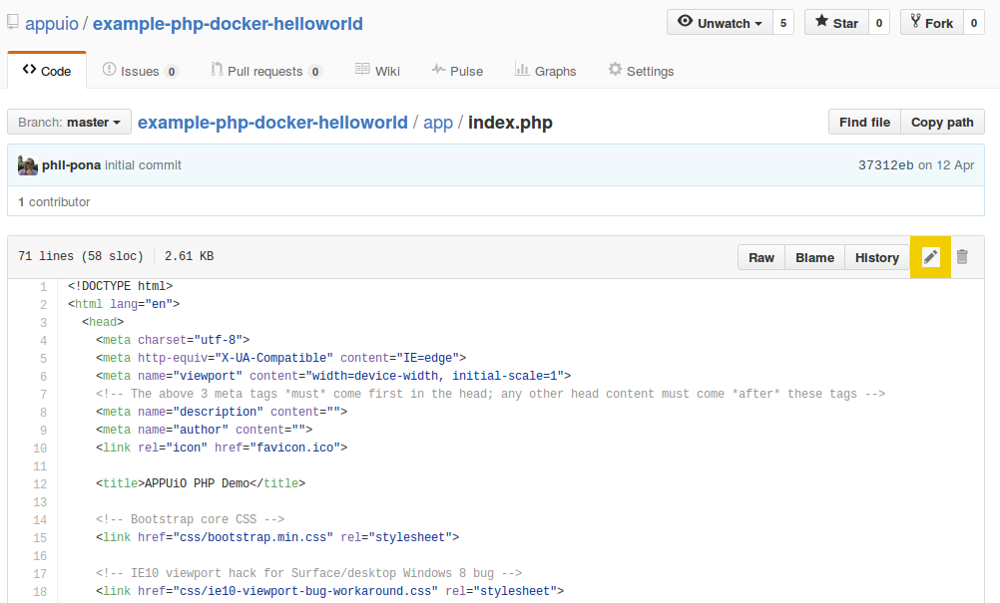 appuio / example-php-docker-helloworld Unwatch 5 Star 0 Fork 0
Code Issues 0 Pull requests 0 Wiki Pulse Graphs Settings
Branch: master example-php-docker-helloworld / app / index.php Find file Copy path
phil-pona initial commit 37312eb on 12 Apr
1 contributor
71 lines (58 sloc) 2.61 KB Raw Blame History
1 <!DOCTYPE html>
2 <html lang="en">
3 <head>
4 <meta charset="utf-8">
5 <meta http-equiv="X-UA-Compatible" content="IE=edge">
6 <meta name="viewport" content="width=device-width, initial-scale=1">
7 <!-- The above 3 meta tags *must* come first in the head; any other head content must come *after* these tags -->
8 <meta name="description" content="">
9 <meta name="author" content="">
10 <link rel="icon" href="favicon.ico">
11
12 <title>APPUiO PHP Demo</title>
13
14 <!-- Bootstrap core CSS -->
15 <link href="css/bootstrap.min.css" rel="stylesheet">
16
17 <!-- IE10 viewport hack for Surface/desktop Windows 8 bug -->
18 <link href="css/ie10-viewport-bug-workaround.css" rel="stylesheet">